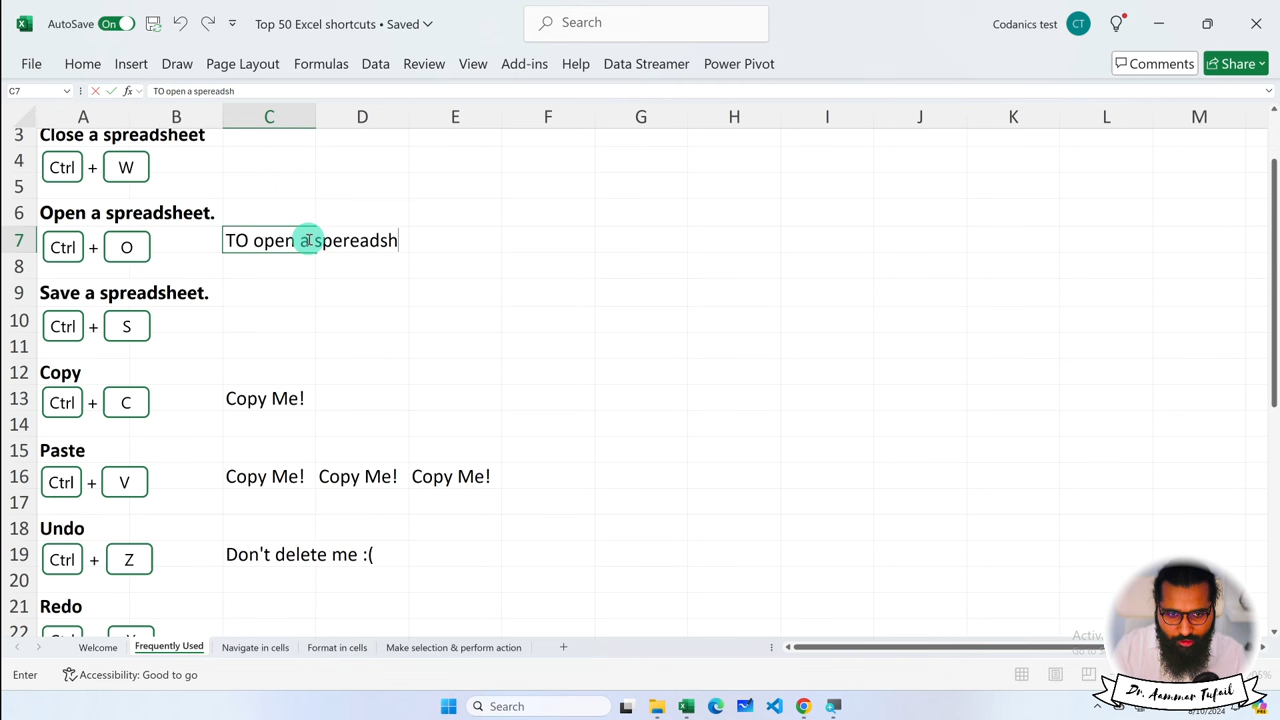 AutoSave On Top 50 Excel shortcuts • Saved Search Codanics test CT
File Home Insert Draw Page Layout Formulas Data Review View Add-ins Help Data Streamer Power Pivot Comments Share
C7 fx TO open a spereadsh
A B C D E F G H I J K L M
3 Close a spreadsheet
4 Ctrl + W
5
6 Open a spreadsheet.
7 Ctrl + O TO open a spereadsh
8
9 Save a spreadsheet.
10 Ctrl + S
11
12 Copy
13 Ctrl + C Copy Me!
14
15 Paste
16 Ctrl + V Copy Me! Copy Me! Copy Me!
17
18 Undo
19 Ctrl + Z Don't delete me :(
20
21 Redo
22
Welcome Frequently Used Navigate in cells Format in cells Make selection & perform action
Enter Accessibility: Good to go
Dr. Aammar Tufail
Search 8/10/2024